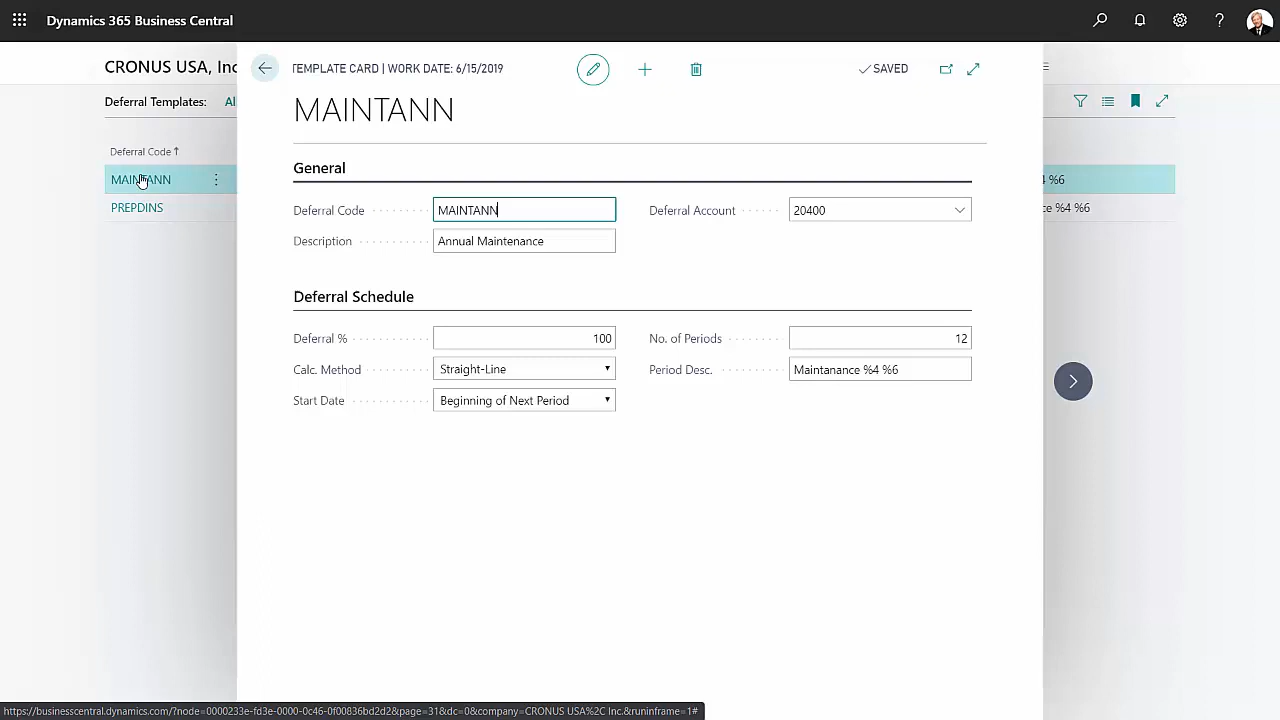 Dynamics 365 Business Central
CRONUS USA, Inc
TEMPLATE CARD | WORK DATE: 6/15/2019
SAVED
Deferral Templates:
Al
MAINTANN
Deferral Code
General
MAINTANN
4 %6
PREPDINS
ce %4 %6
Deferral Code
MAINTANN
Deferral Account
20400
Description
Annual Maintenance
Deferral Schedule
Deferral %
100
No. of Periods
12
Calc. Method
Straight-Line
Period Desc.
Maintanance %4 %6
Start Date
Beginning of Next Period
https://businesscentral.dynamics.com/?node=0000233e-fd3e-0000-0c46-0f00836bd2d2&page=31&dc=0&company=CRONUS USA%2C Inc.&runinframe=1#